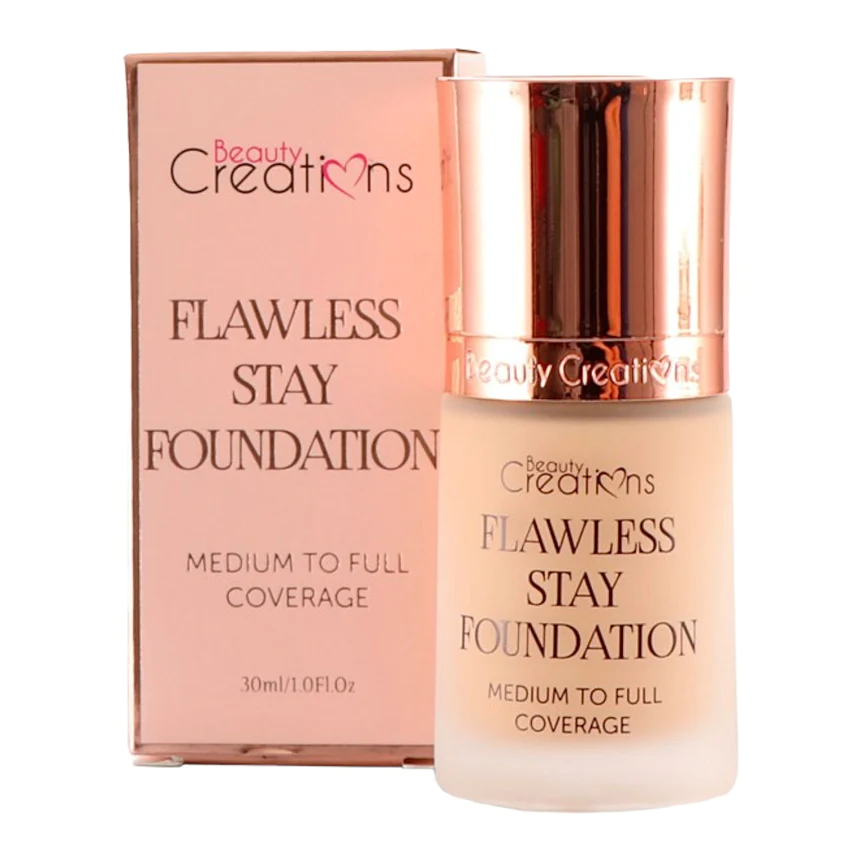 Beauty
Creations
FLAWLESS
STAY
FOUNDATION
MEDIUM TO FULL
COVERAGE
30ml/1.0Fl.Oz
Beauty Creations
Beauty
Creations
FLAWLESS
STAY
FOUNDATION
MEDIUM TO FULL
COVERAGE